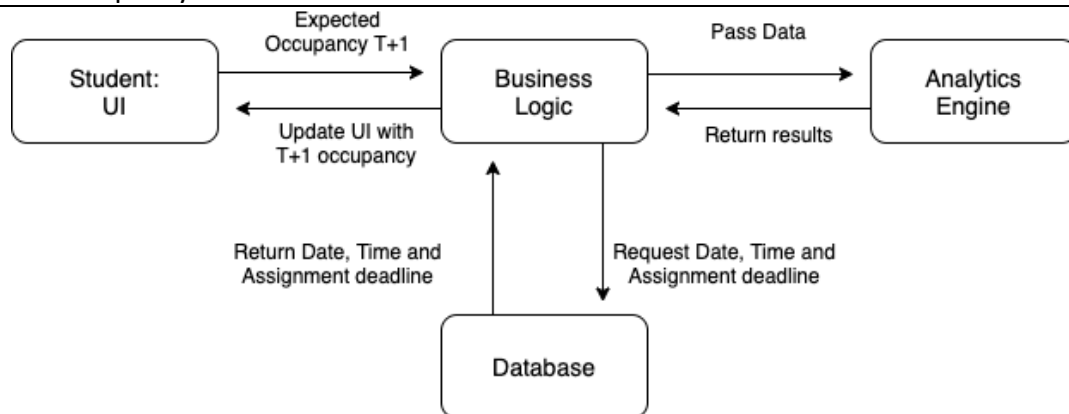 Expected
Occupancy T+1
Pass Data
Student:
UI
Business
Logic
Analytics
Engine
Update UI with
T+1 occupancy
Return results
Return Date, Time and
Assignment deadline
Request Date, Time and
Assignment deadline
Database